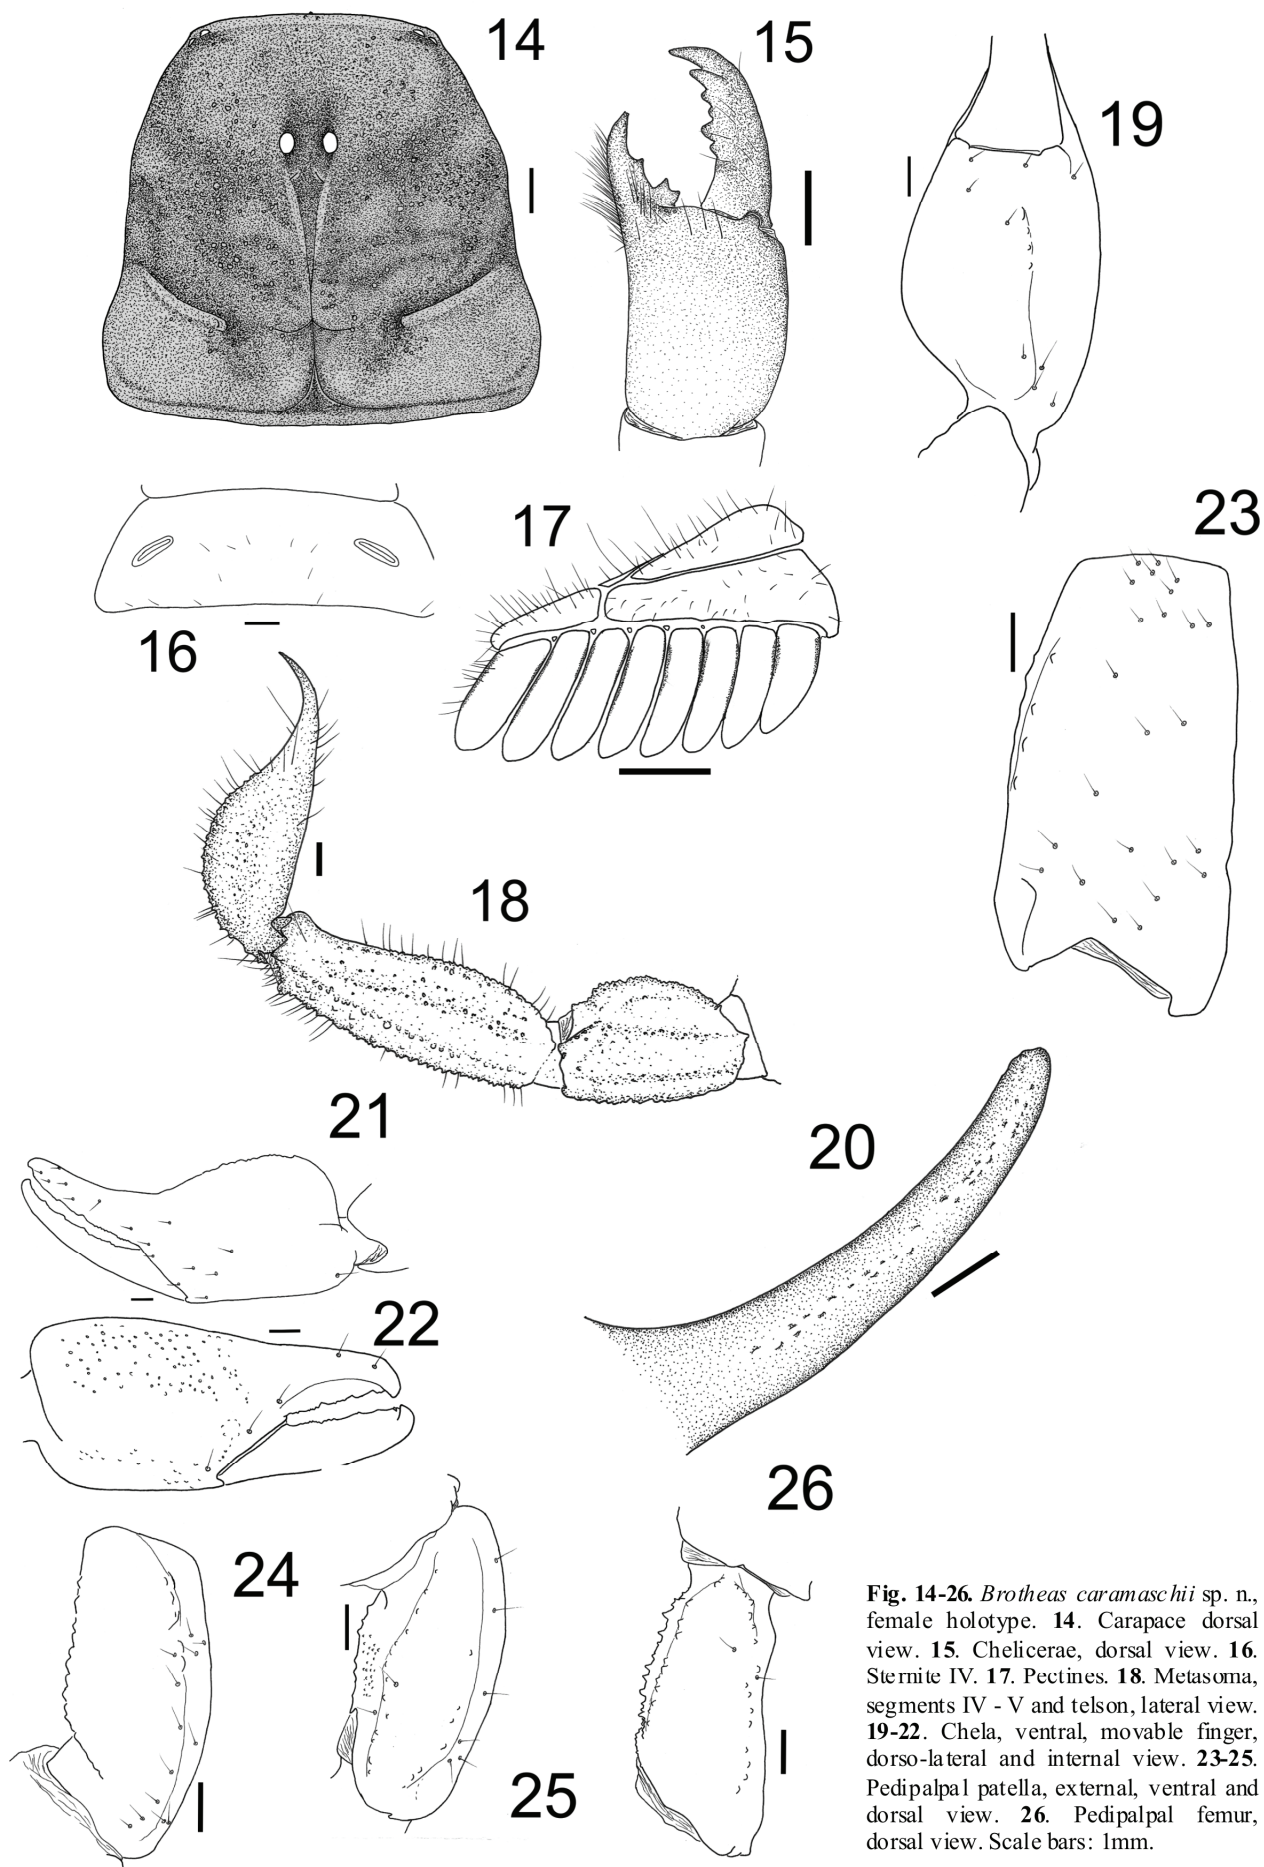 14
15
19
17
23
16
18
21
20
22
26
24
25
Fig. 14-26. Brotheas caramaschii sp. n.,
female holotype. 14. Carapace dorsal
view. 15. Chelicerae, dorsal view. 16.
Sternite IV. 17. Pectines. 18. Metasoma,
segments IV - V and telson, lateral view.
19-22. Chela, ventral, movable finger,
dorso-lateral and internal view. 23-25.
Pedipalpal patella, external, ventral and
dorsal view. 26. Pedipalpal femur,
dorsal view. Scale bars: 1mm.